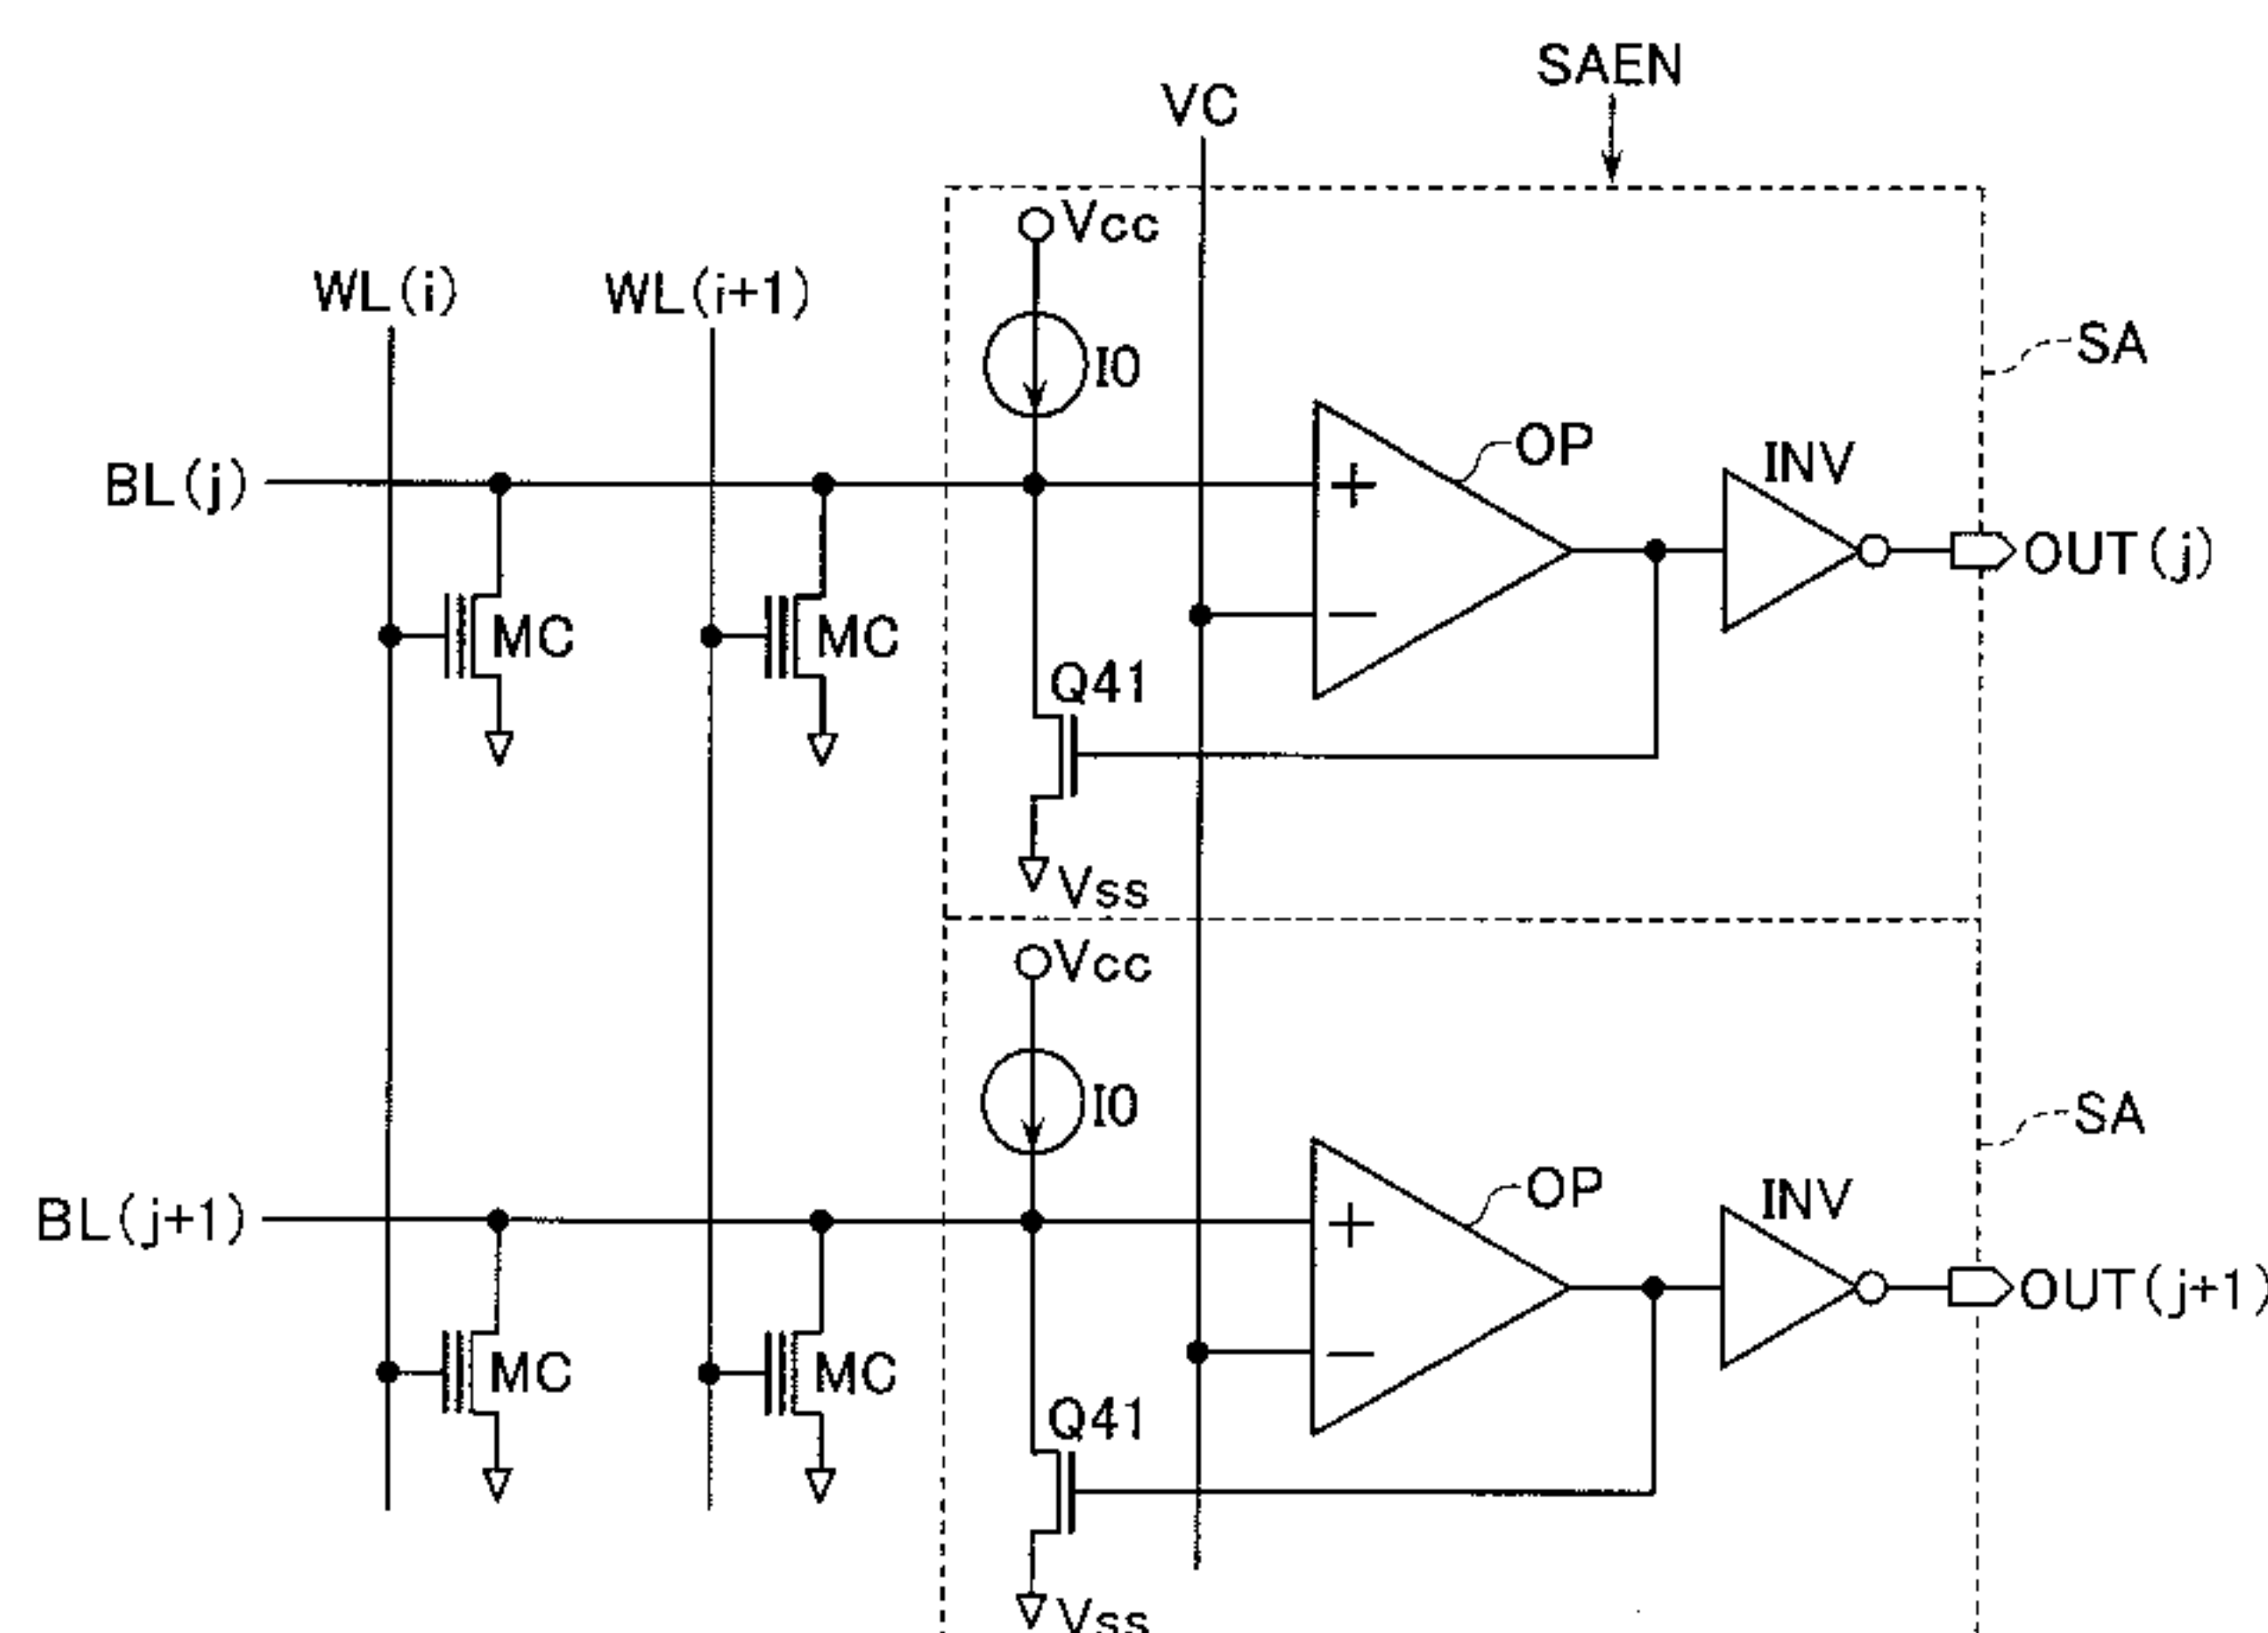 SAEN
VC
Vcc
WL(i)
WL(i+1)
I0
SA
BL(j)
+
OP
INV
OUT(j)
−
MC
MC
Q41
Vss
Vcc
I0
SA
BL(j+1)
+
OP
INV
OUT(j+1)
−
MC
MC
Q41
Vss